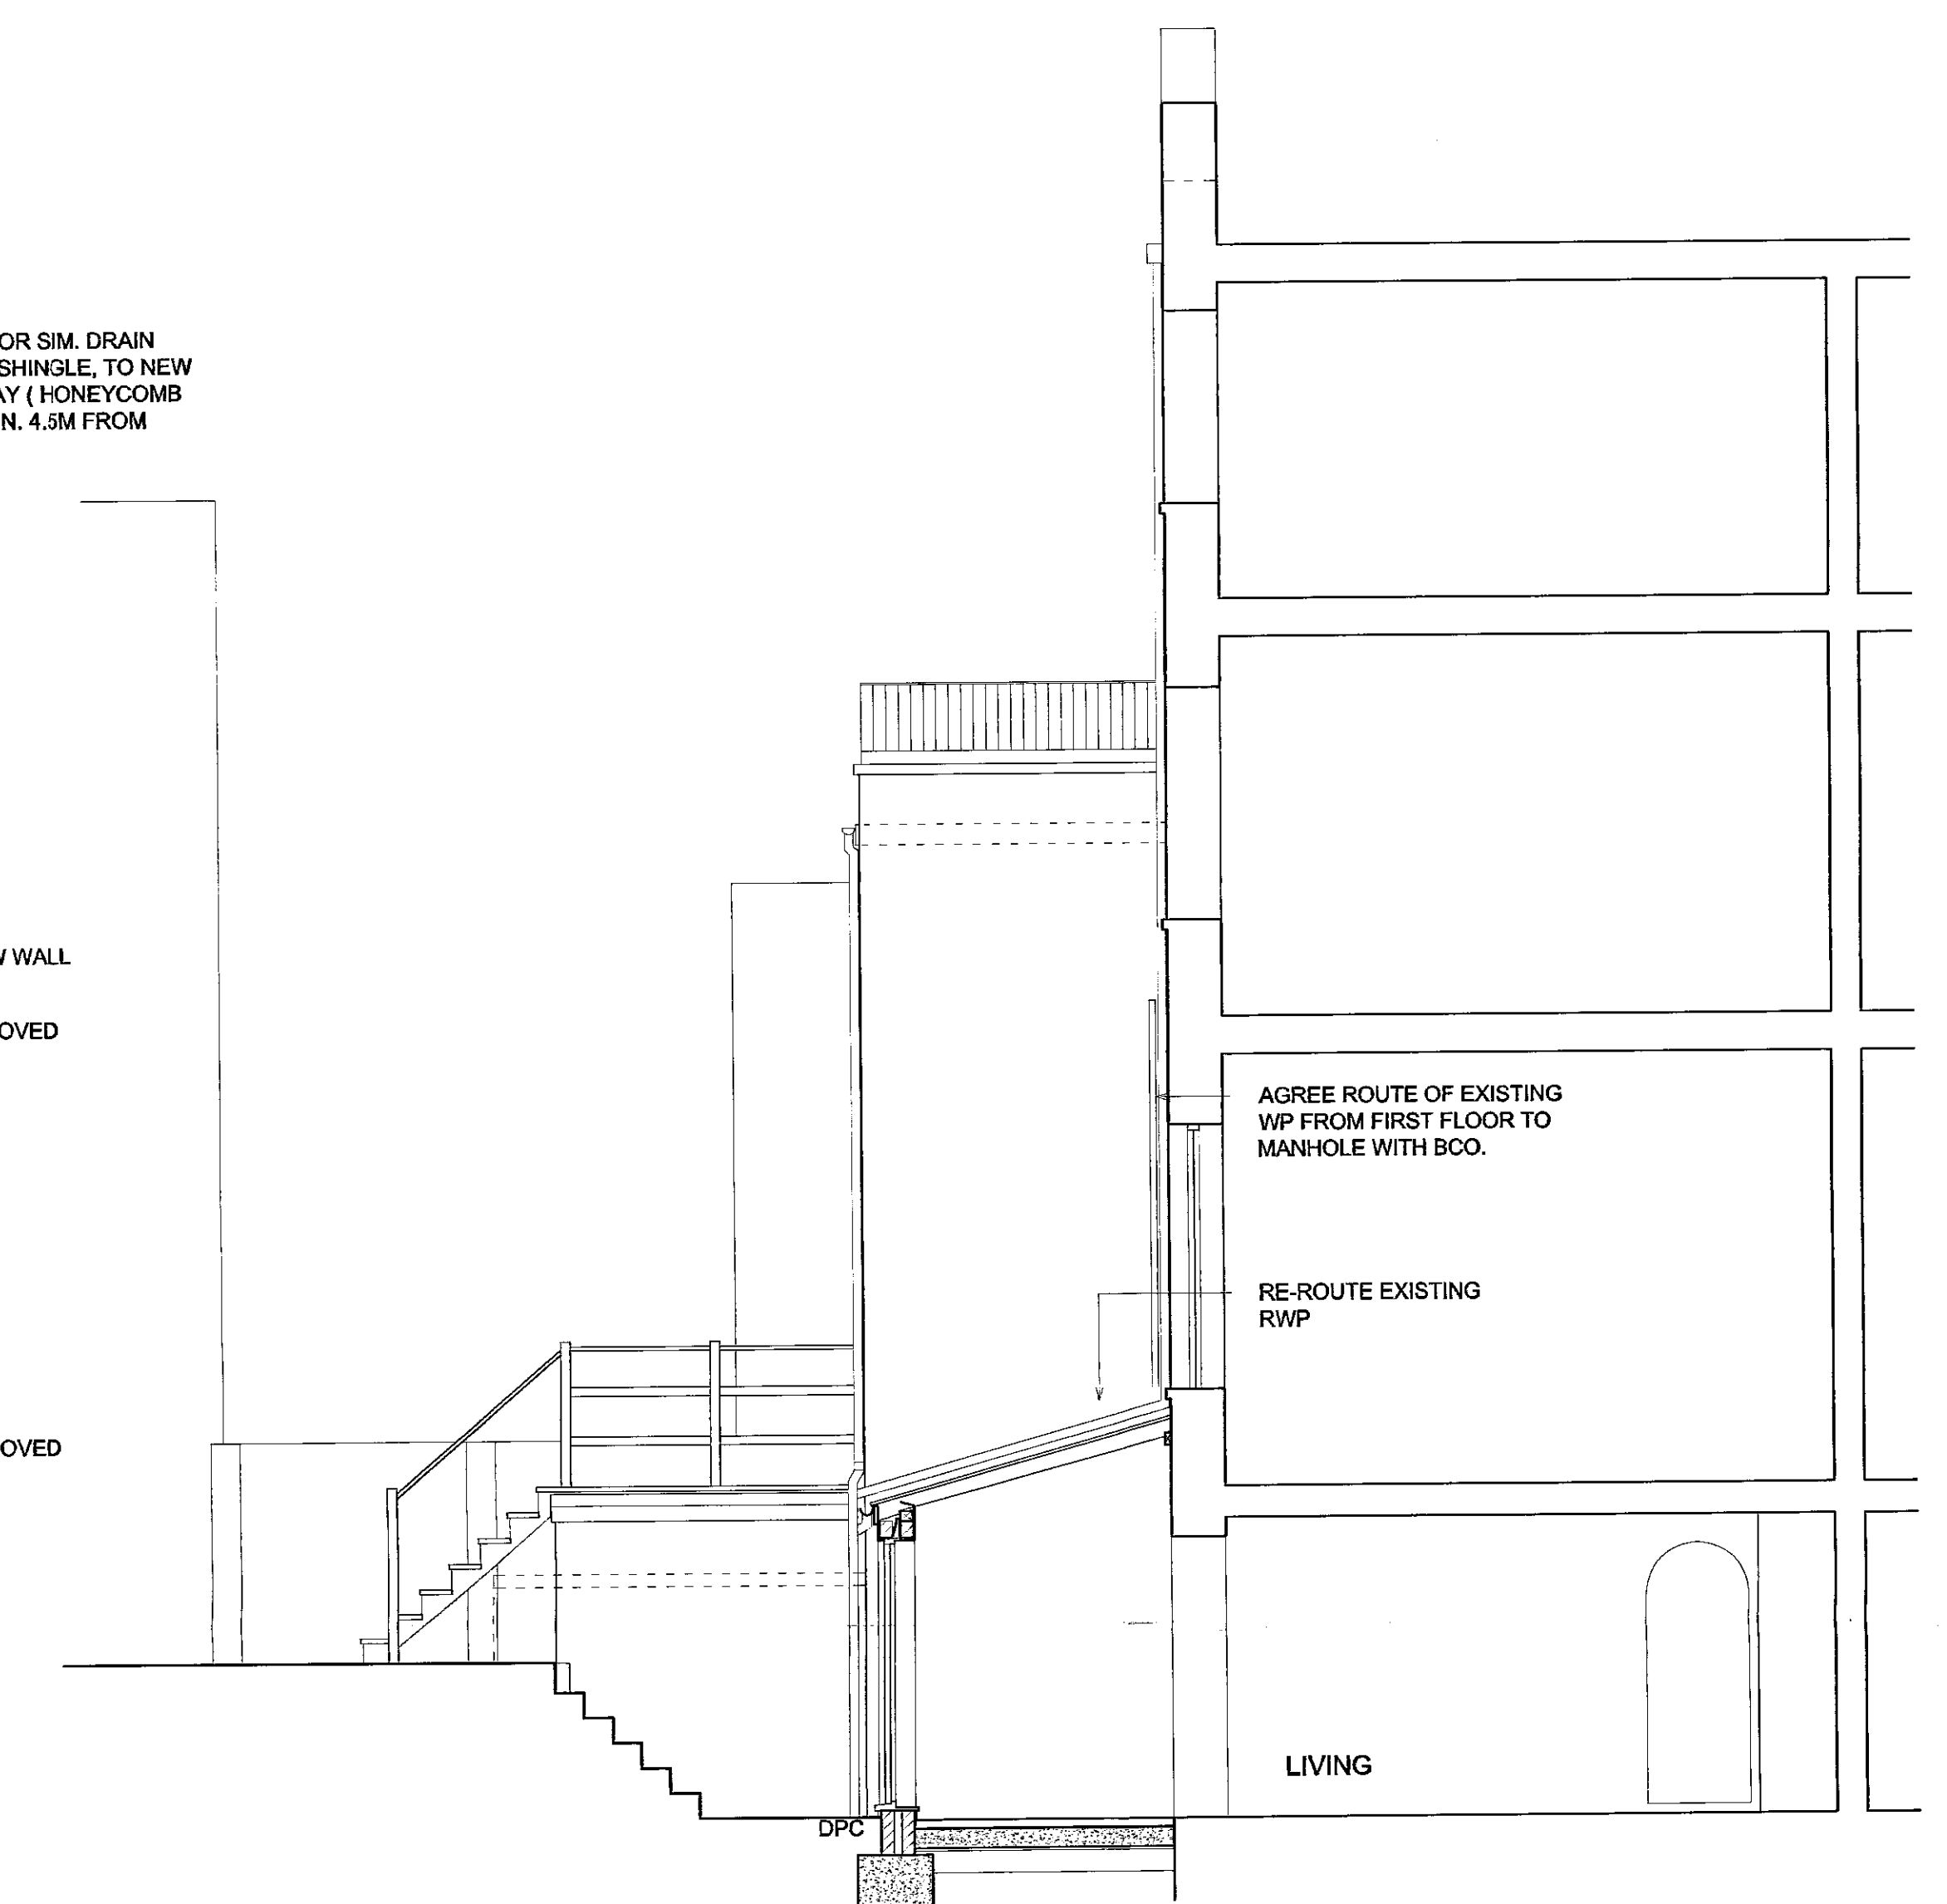 OR SIM. DRAIN
SHINGLE, TO NEW
AY ( HONEYCOMB
N. 4.5M FROM
WALL
OVED
AGREE ROUTE OF EXISTING
WP FROM FIRST FLOOR TO
MANHOLE WITH BCO.
RE-ROUTE EXISTING
RWP
OVED
LIVING
DPC